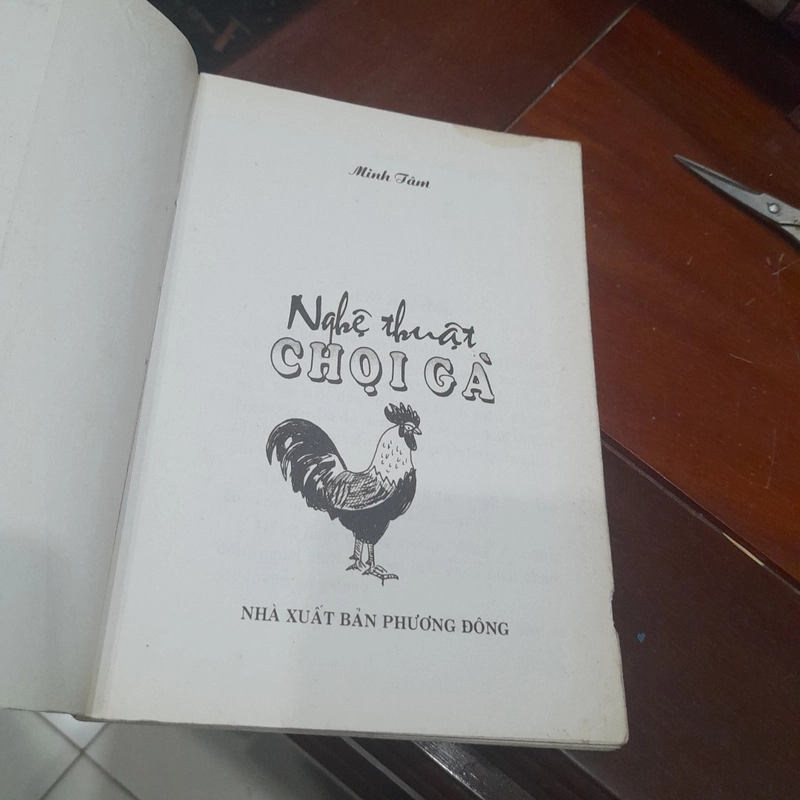 Minh Tâm
Nghệ thuật
CHỌI GÀ
NHÀ XUẤT BẢN PHƯƠNG ĐÔNG